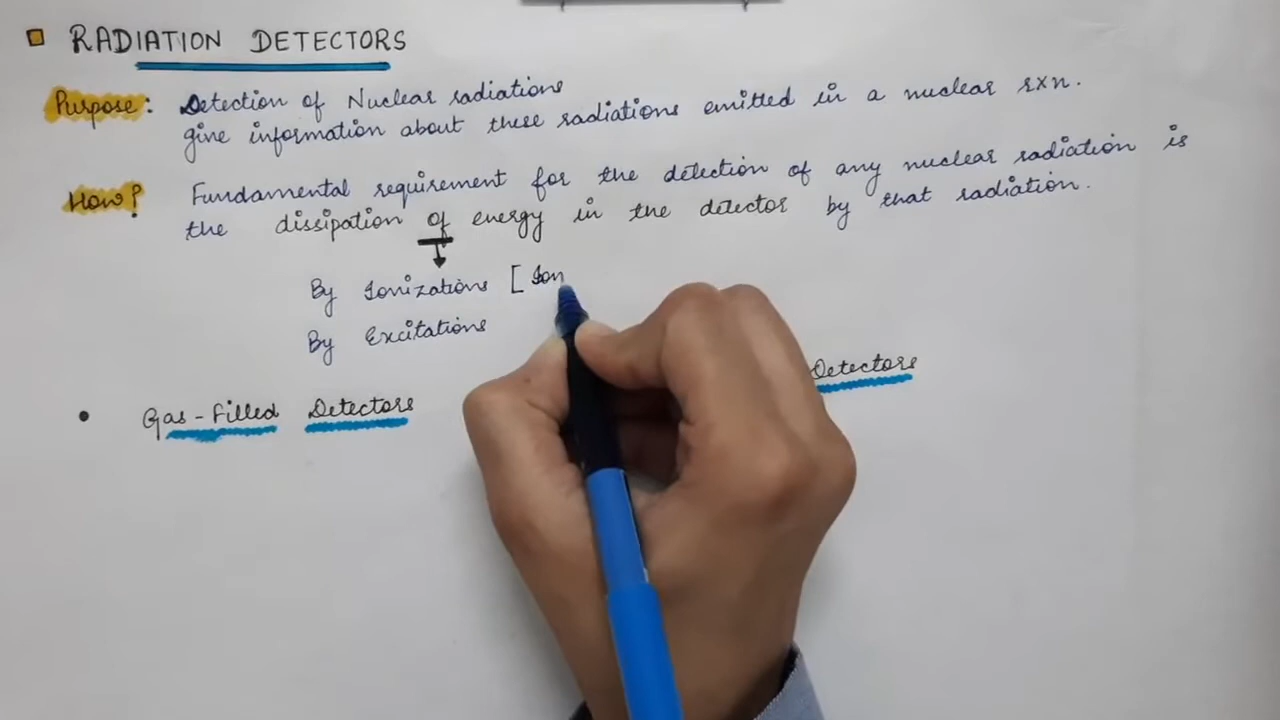 RADIATION DETECTORS
Purpose: Detection of Nuclear radiations
give information about these radiations emitted in a nuclear rxn.
How? Fundamental requirement for the detection of any nuclear radiation is
the dissipation of energy in the detector by that radiation.
By Ionizations [ Ion
By Excitations
Detectors
• Gas-Filled Detectors